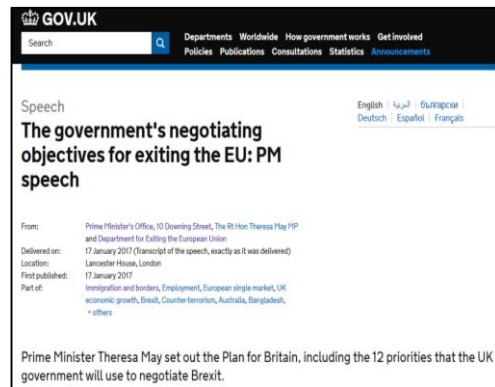 GOV.UK
Search
Departments Worldwide How government works Get involved
Policies Publications Consultations Statistics Announcements
Speech
The government's negotiating
objectives for exiting the EU: PM
speech
English العربية български
Deutsch Español Français
From: Prime Minister's Office, 10 Downing Street, The Rt Hon Theresa May MP
and Department for Exiting the European Union
Delivered on: 17 January 2017 (Transcript of the speech, exactly as it was delivered)
Location: Lancester House, London
First published: 17 January 2017
Part of: Immigration and borders, Employment, European single market, UK
economic growth, Brexit, Counter-terrorism, Australia, Bangladesh,
+ others
Prime Minister Theresa May set out the Plan for Britain, including the 12 priorities that the UK
government will use to negotiate Brexit.